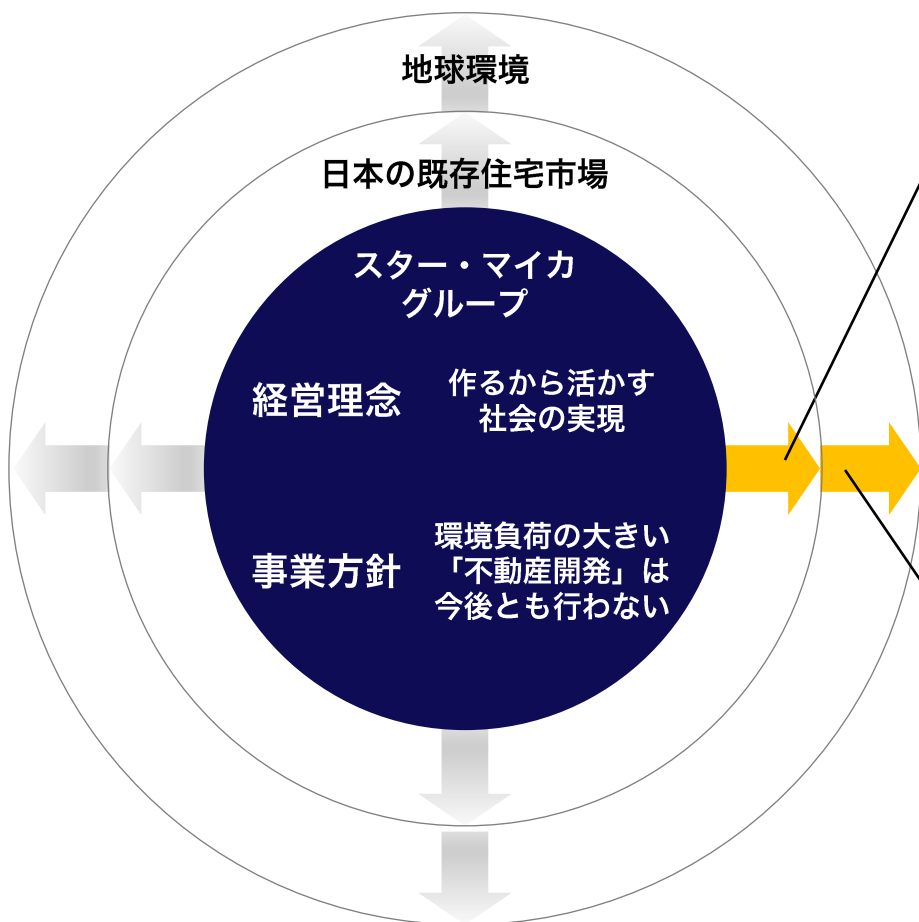 地球環境
日本の既存住宅市場
スター・マイカ
グループ
経営理念
作るから活かす
社会の実現
事業方針
環境負荷の大きい
「不動産開発」は
今後とも行わない